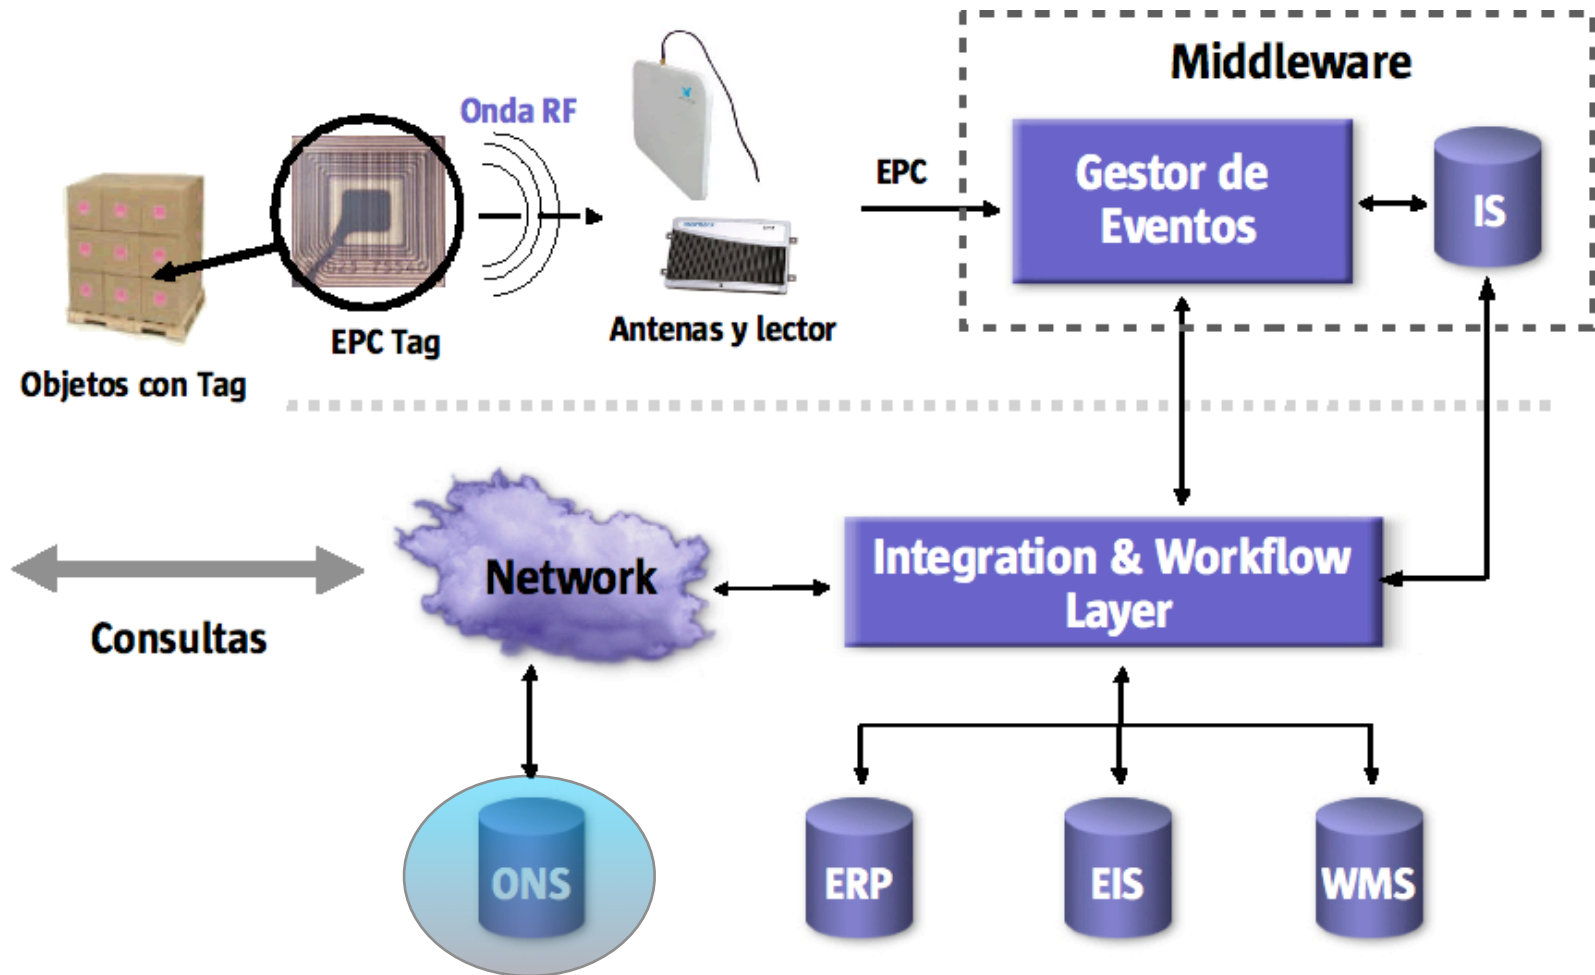 Middleware
Onda RF
EPC
Gestor de
Eventos
IS
EPC Tag
Antenas y lector
Objetos con Tag
Network
Integration & Workflow
Layer
Consultas
ONS
ERP
EIS
WMS